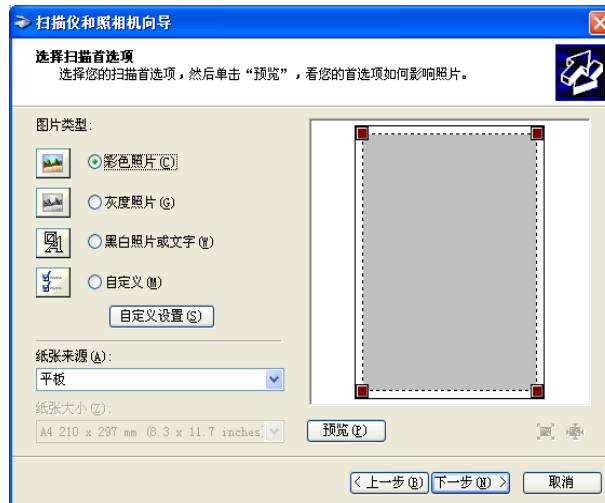 扫描仪和照相机向导
选择扫描首选项
选择您的扫描首选项，然后单击“预览”，看您的首选项如何影响照片。
图片类型：
彩色照片(C)
灰度照片(G)
黑白照片或文字(W)
自定义(M)
自定义设置(S)
纸张来源(A)：
平板
纸张大小(Z)：
A4 210 x 297 mm (8.3 x 11.7 inches)
预览(P)
< 上一步(B)
下一步(N) >
取消